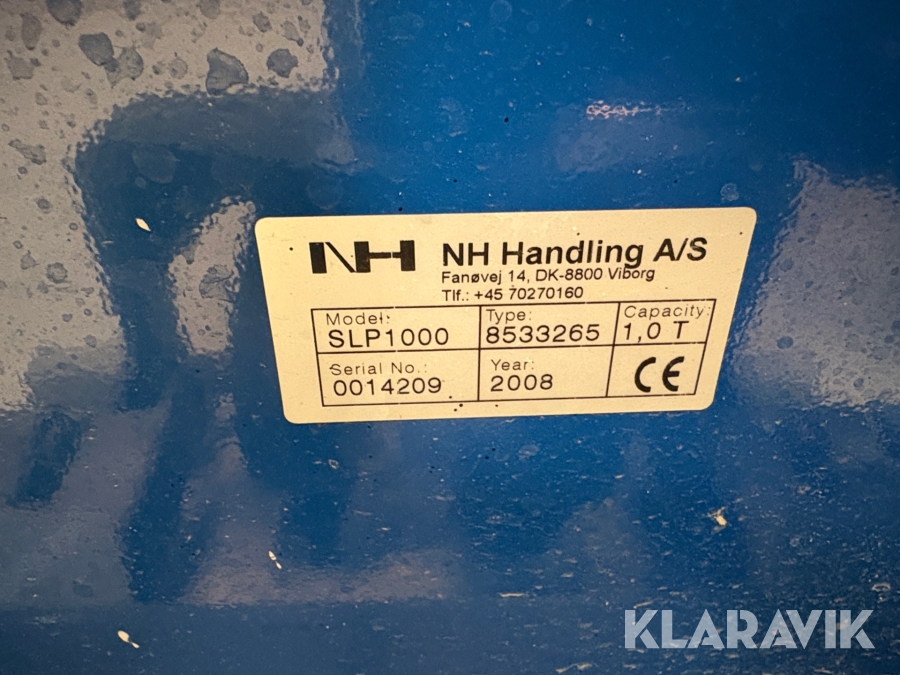 NH NH Handling A/S
Fanøvej 14, DK-8800 Viborg
Tlf.: +45 70270160
Model: Type: Capacity:
SLP1000 8533265 1,0 T
Serial No.: Year:
0014209 2008 CE
KLARAVIK